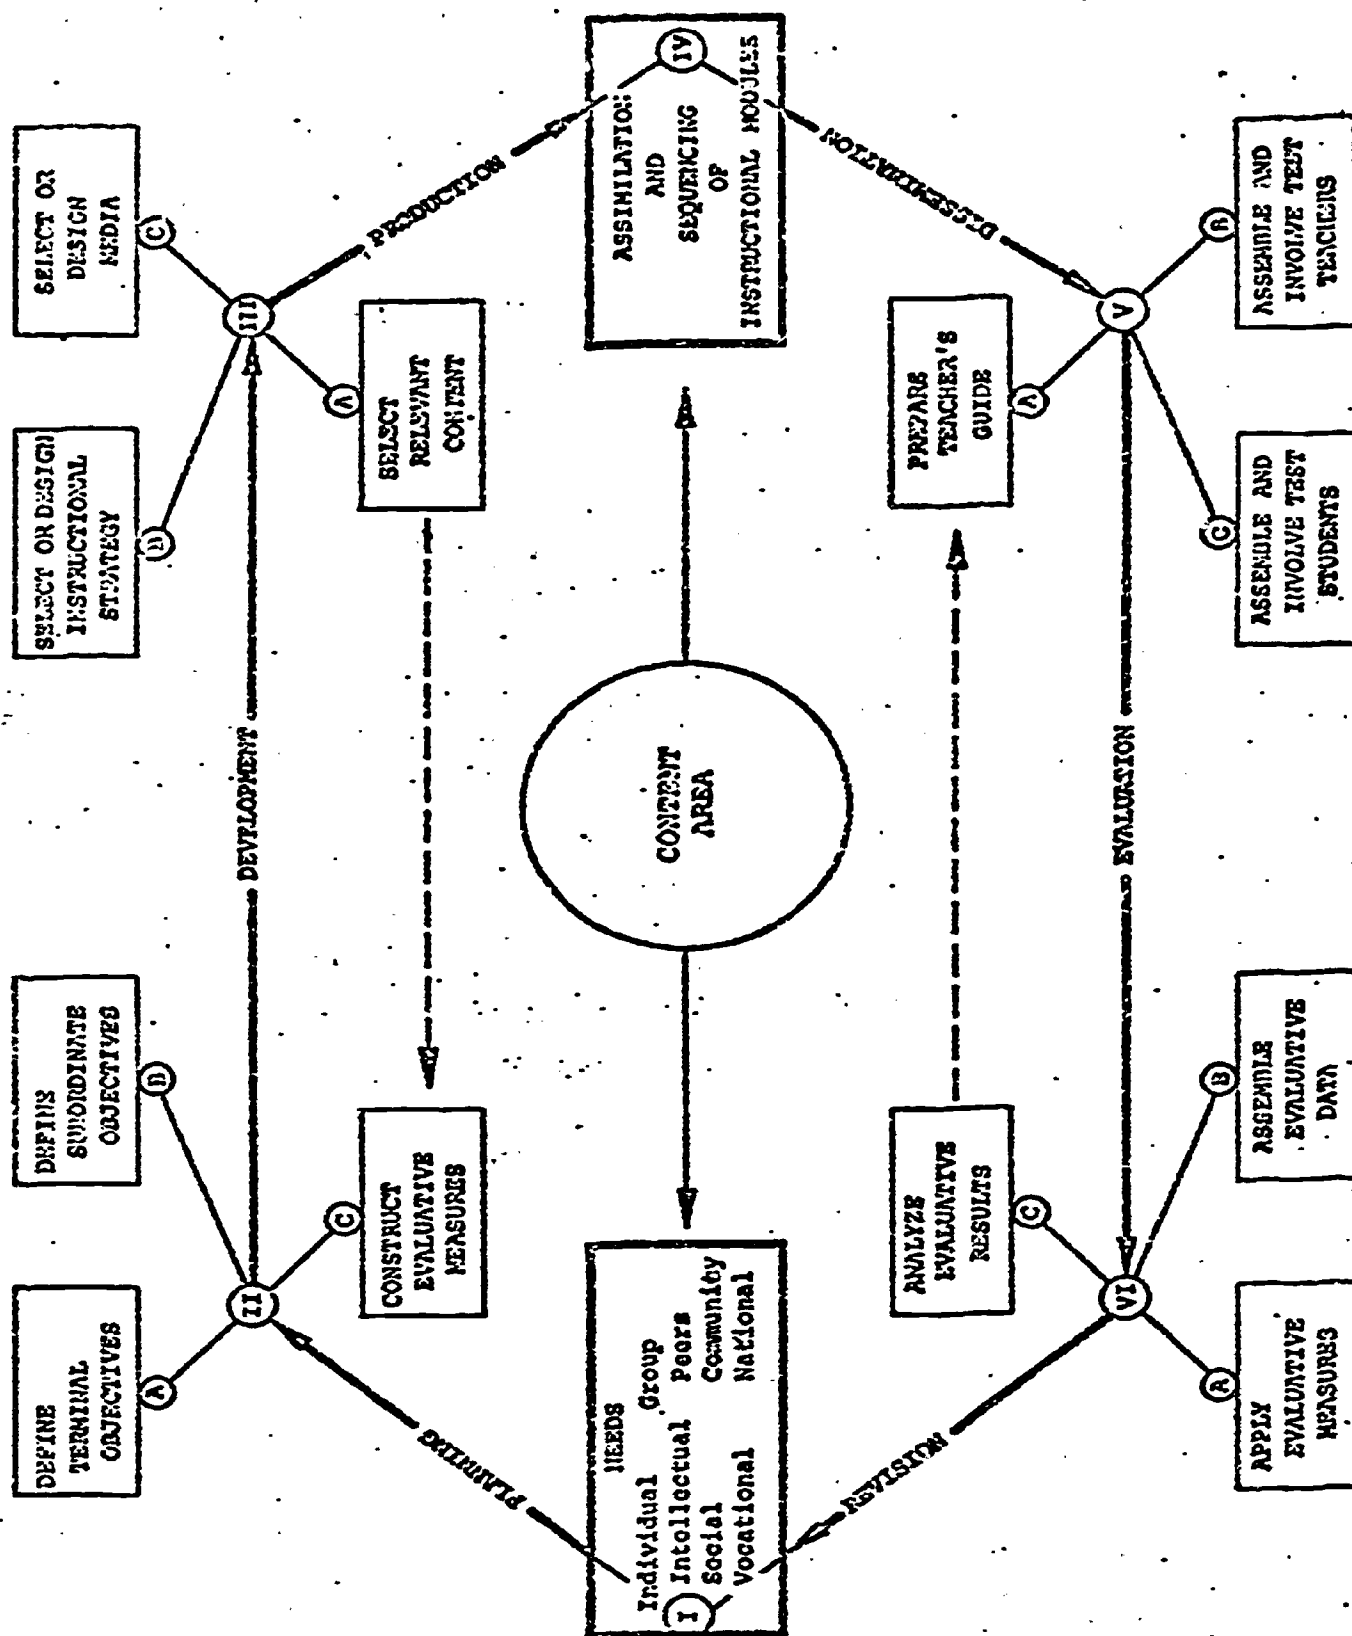 DEFINE
TERMINAL
OBJECTIVES
A
DEFINE
SUBORDINATE
OBJECTIVES
B
SELECT OR DESIGN
INSTRUCTIONAL
STRATEGY
B
SELECT OR
DESIGN
MEDIA
C
II
DEVELOPMENT
III
C
CONSTRUCT
EVALUATIVE
MEASURES
A
SELECT
RELEVANT
CONTENT
PLANNING
PRODUCTION
NEEDS
Individual Group
I Intellectual Peers
Social Community
Vocational National
CONTENT
AREA
ASSIMILATION
AND
SEQUENCING
OF
INSTRUCTIONAL MODULES
IV
REVISION
DISSEMINATION
ANALYZE
EVALUATIVE
RESULTS
C
PREPARE
TEACHER'S
GUIDE
A
VI
EVALUATION
V
A
APPLY
EVALUATIVE
MEASURES
B
ASSEMBLE
EVALUATIVE
DATA
C
ASSEMBLE AND
INVOLVE TEST
STUDENTS
B
ASSEMBLE AND
INVOLVE TEST
TEACHERS